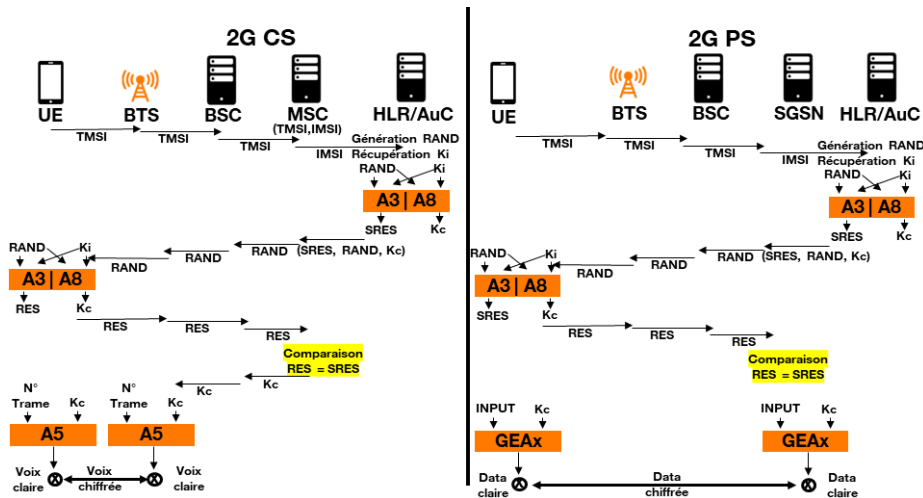 2G CS
UE
BTS
BSC
MSC
HLR/AuC
(TMSI,IMSI)
TMSI
TMSI
TMSI
IMSI
Génération RAND
Récupération Ki
RAND
Ki
A3 | A8
SRES
Kc
(SRES, RAND, Kc)
RAND
RAND
RAND
RAND
Ki
A3 | A8
RES
Kc
RES
RES
RES
Comparaison
RES = SRES
Kc
Kc
N°
Trame
Kc
N°
Trame
Kc
A5
A5
Voix
claire
Voix
chiffrée
Voix
claire
2G PS
UE
BTS
BSC
SGSN
HLR/AuC
TMSI
TMSI
TMSI
IMSI
Génération RAND
Récupération Ki
RAND
Ki
A3 | A8
SRES
Kc
(SRES, RAND, Kc)
RAND
RAND
RAND
RAND
Ki
A3 | A8
SRES
Kc
RES
RES
RES
Comparaison
RES = SRES
INPUT
Kc
INPUT
Kc
GEAx
GEAx
Data
claire
Data
chiffrée
Data
claire